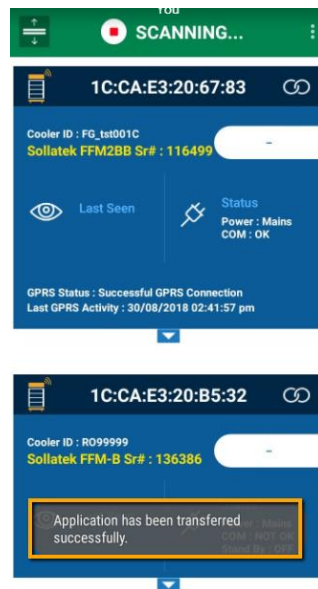 You
SCANNING...
1C:CA:E3:20:67:83
Cooler ID : FG_tst001C
Sollatek FFM2BB Sr# : 116499
-
Last Seen
Status
Power : Mains
COM : OK
GPRS Status : Successful GPRS Connection
Last GPRS Activity : 30/08/2018 02:41:57 pm
1C:CA:E3:20:B5:32
Cooler ID : RO99999
Sollatek FFM-B Sr# : 136386
-
Application has been transferred
successfully.
Power : Mains
COM : NOT OK
Stand By : OFF